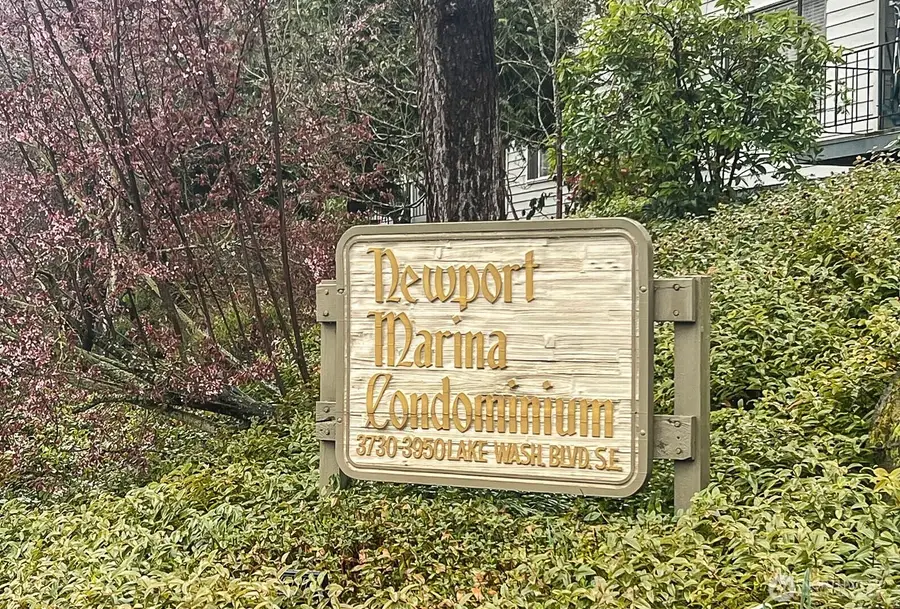 Newport
Marina
Condominium
3730-3950 LAKE WASH. BLVD. S.E.